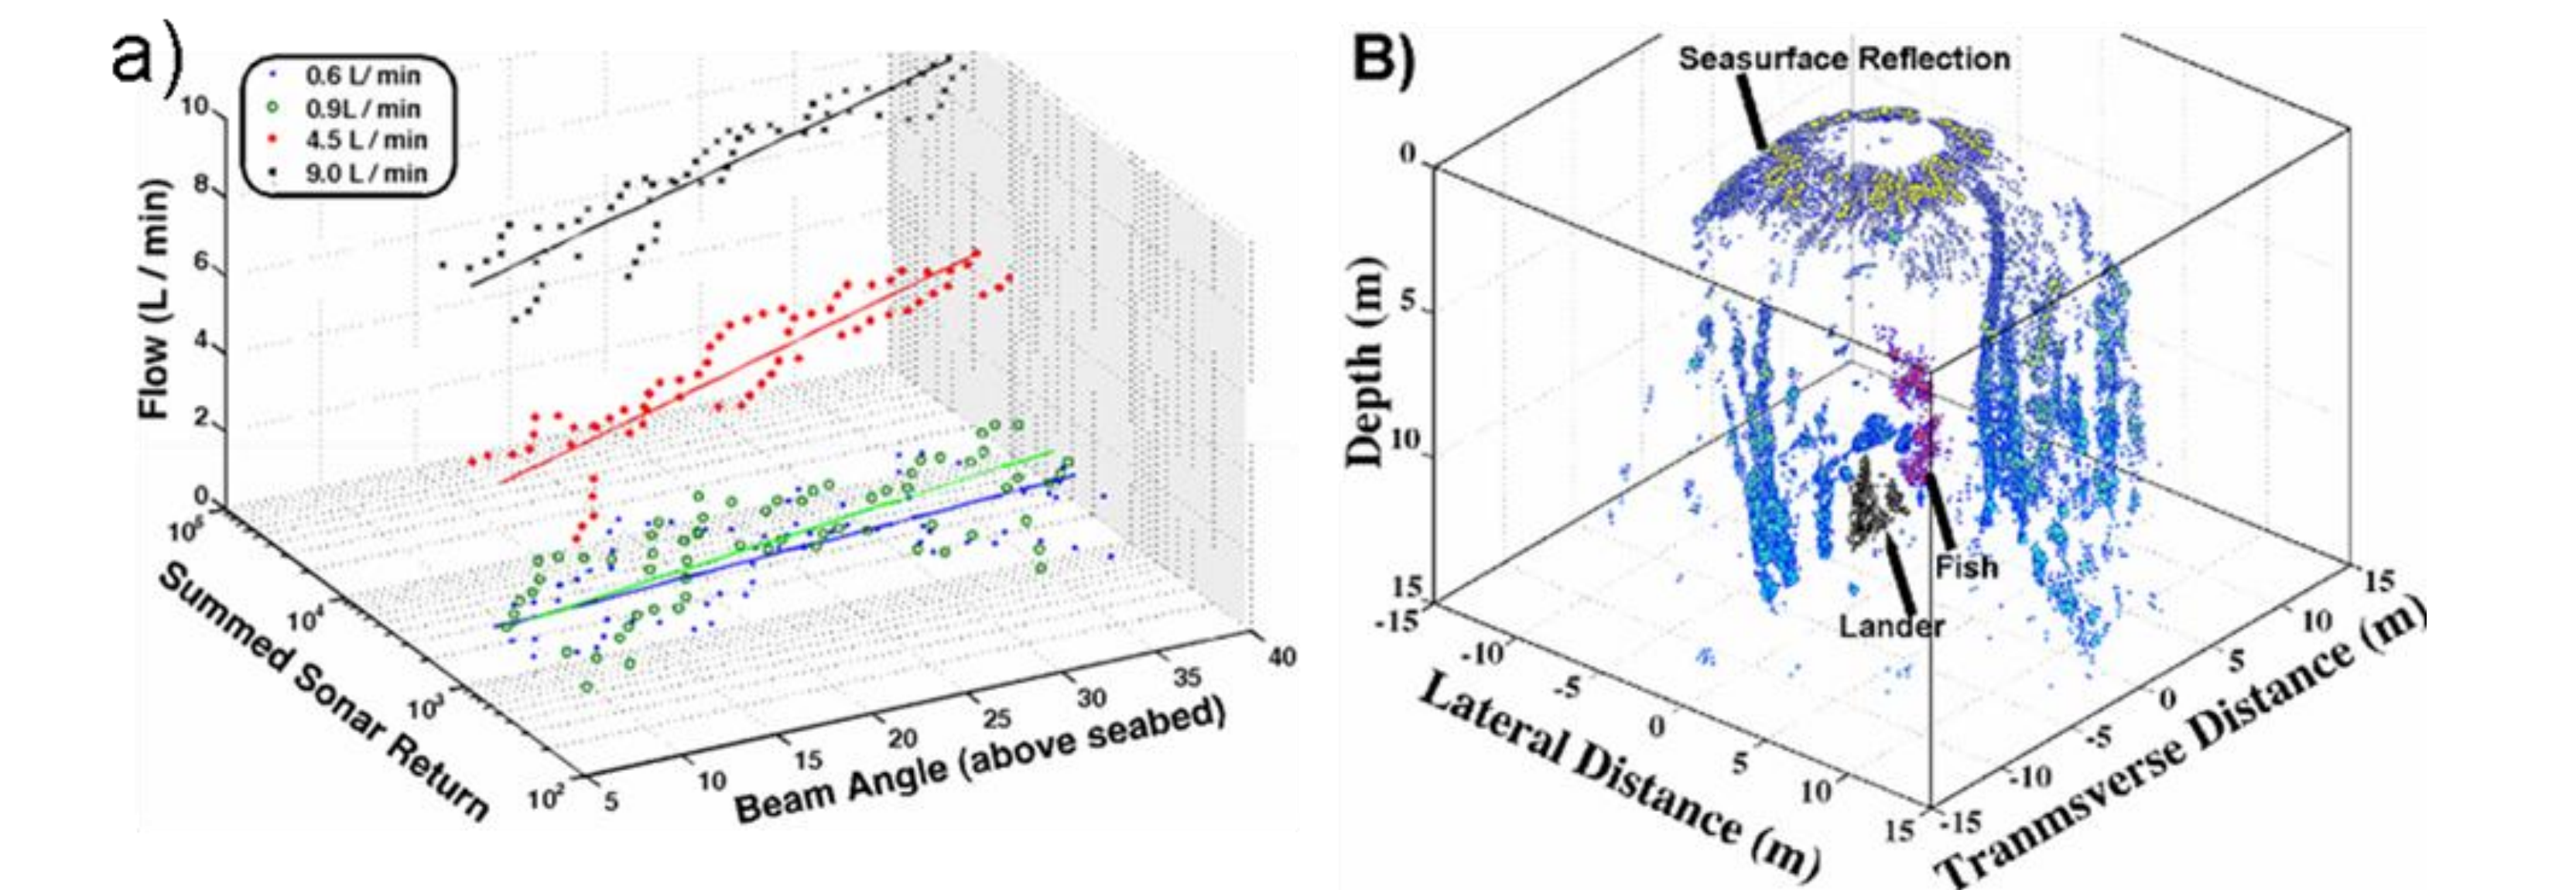 a)
0.6 L/ min
0.9L/ min
4.5 L / min
9.0 L / min
10
8
6
4
2
0
Flow (L / min)
10⁵
10⁴
10³
10²
Summed Sonar Return
5
10
15
20
25
30
35
40
Beam Angle (above seabed)
B)
Seasurface Reflection
0
5
10
15
Depth (m)
Fish
Lander
-15
-10
-5
0
5
10
15
Lateral Distance (m)
-15
-10
-5
0
5
10
15
Tranmsverse Distance (m)